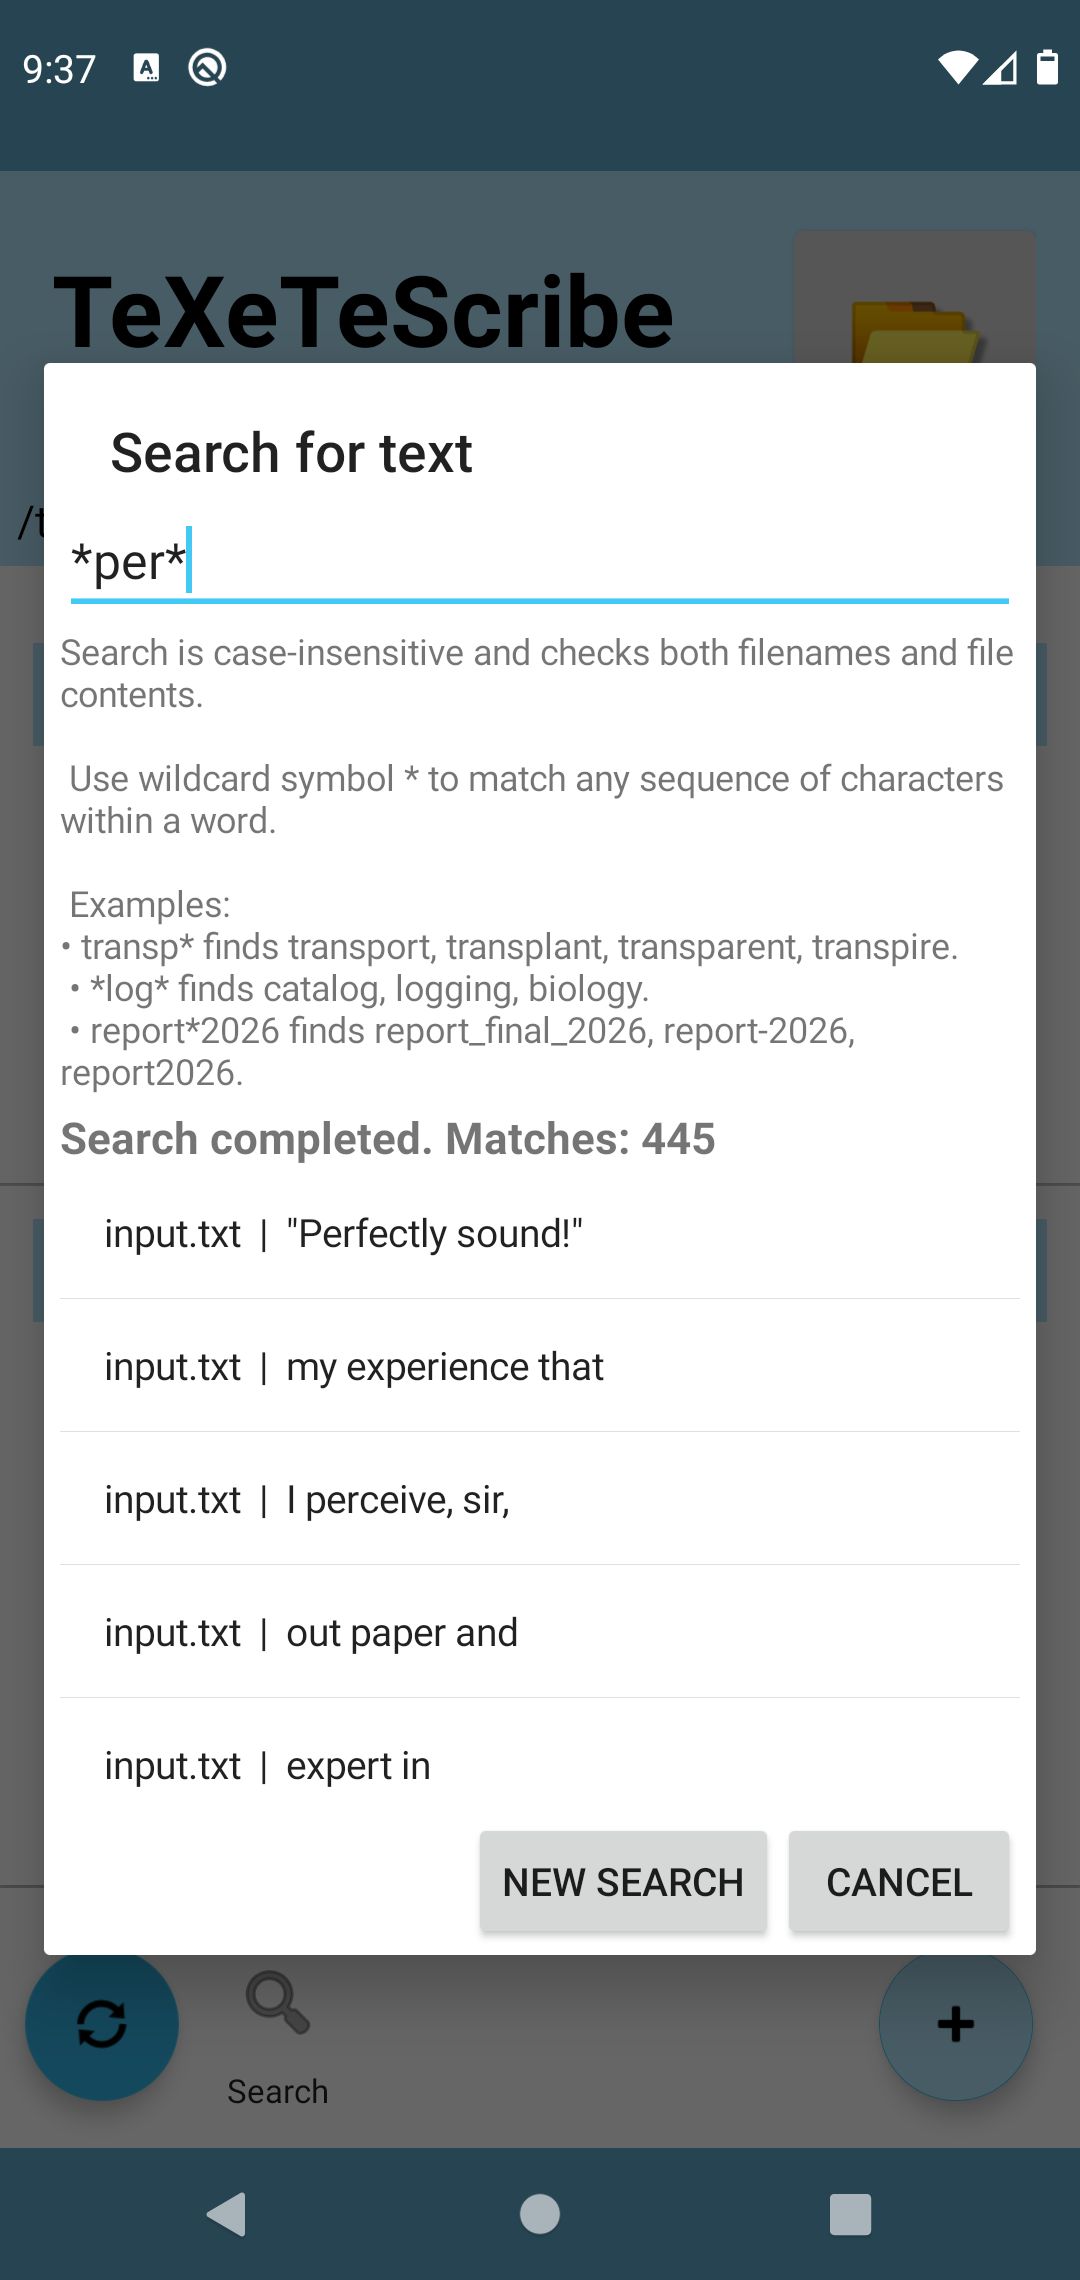 9:37
TeXeTeScribe
/t
Search for text
*per*
Search is case-insensitive and checks both filenames and file
contents.
Use wildcard symbol * to match any sequence of characters
within a word.
Examples:
• transp* finds transport, transplant, transparent, transpire.
• *log* finds catalog, logging, biology.
• report*2026 finds report_final_2026, report-2026,
report2026.
Search completed. Matches: 445
input.txt | "Perfectly sound!"
input.txt | my experience that
input.txt | I perceive, sir,
input.txt | out paper and
input.txt | expert in
NEW SEARCH CANCEL
Search